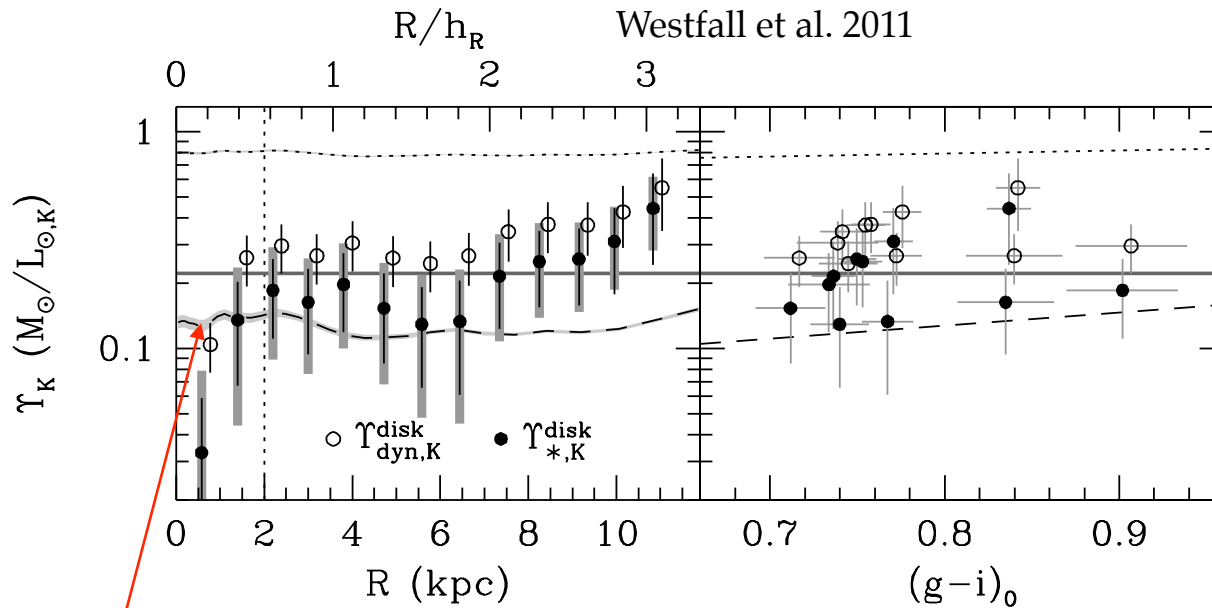 R/h_R
Westfall et al. 2011
0 1 2 3
1
0.1
ϒ_K (M_⊙/L_⊙,K)
ϒ^disk_dyn,K ϒ^disk_*,K
0 2 4 6 8 10
0.7 0.8 0.9
R (kpc)
(g−i)_0